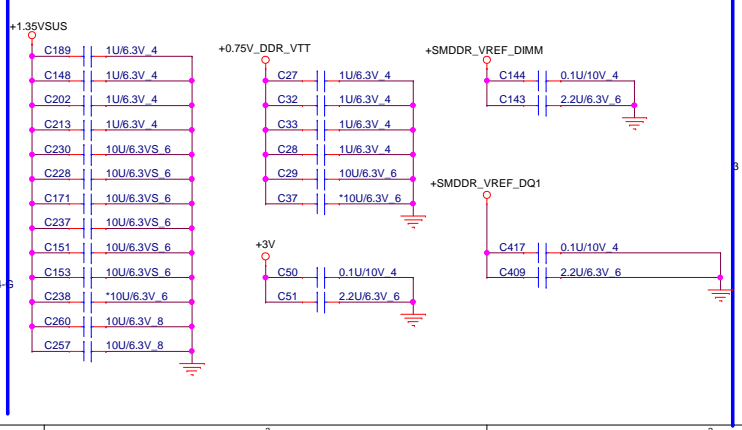 +1.35VSUS
C189 1U/6.3V_4
C148 1U/6.3V_4
C202 1U/6.3V_4
C213 1U/6.3V_4
C230 10U/6.3VS_6
C228 10U/6.3VS_6
C171 10U/6.3VS_6
C237 10U/6.3VS_6
C151 10U/6.3VS_6
C153 10U/6.3VS_6
C238 *10U/6.3V_6
C260 10U/6.3V_8
C257 10U/6.3V_8
+0.75V_DDR_VTT
C27 1U/6.3V_4
C32 1U/6.3V_4
C33 1U/6.3V_4
C28 1U/6.3V_4
C29 10U/6.3V_6
C37 *10U/6.3V_6
+3V
C50 0.1U/10V_4
C51 2.2U/6.3V_6
+SMDDR_VREF_DIMM
C144 0.1U/10V_4
C143 2.2U/6.3V_6
+SMDDR_VREF_DQ1
C417 0.1U/10V_4
C409 2.2U/6.3V_6